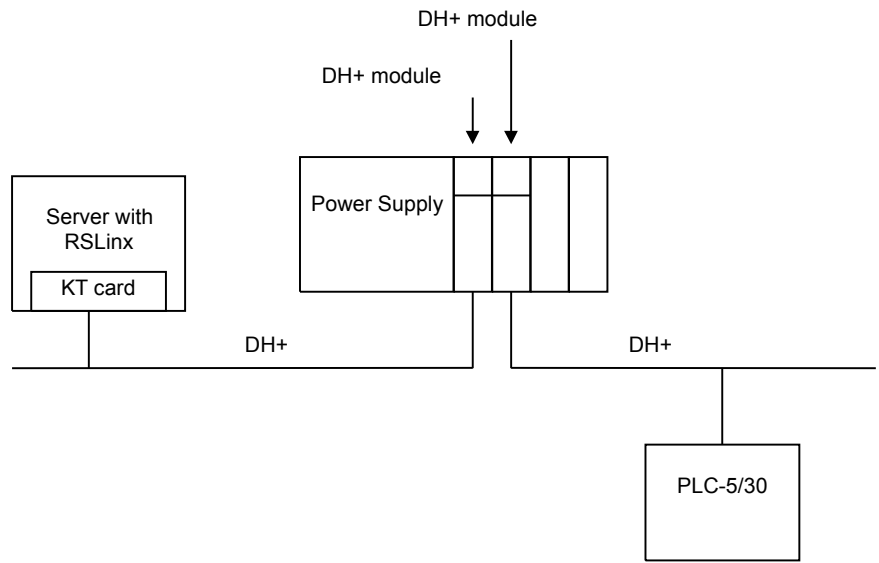 DH+ module
DH+ module
Power Supply
Server with
RSLinx
KT card
DH+
DH+
PLC-5/30